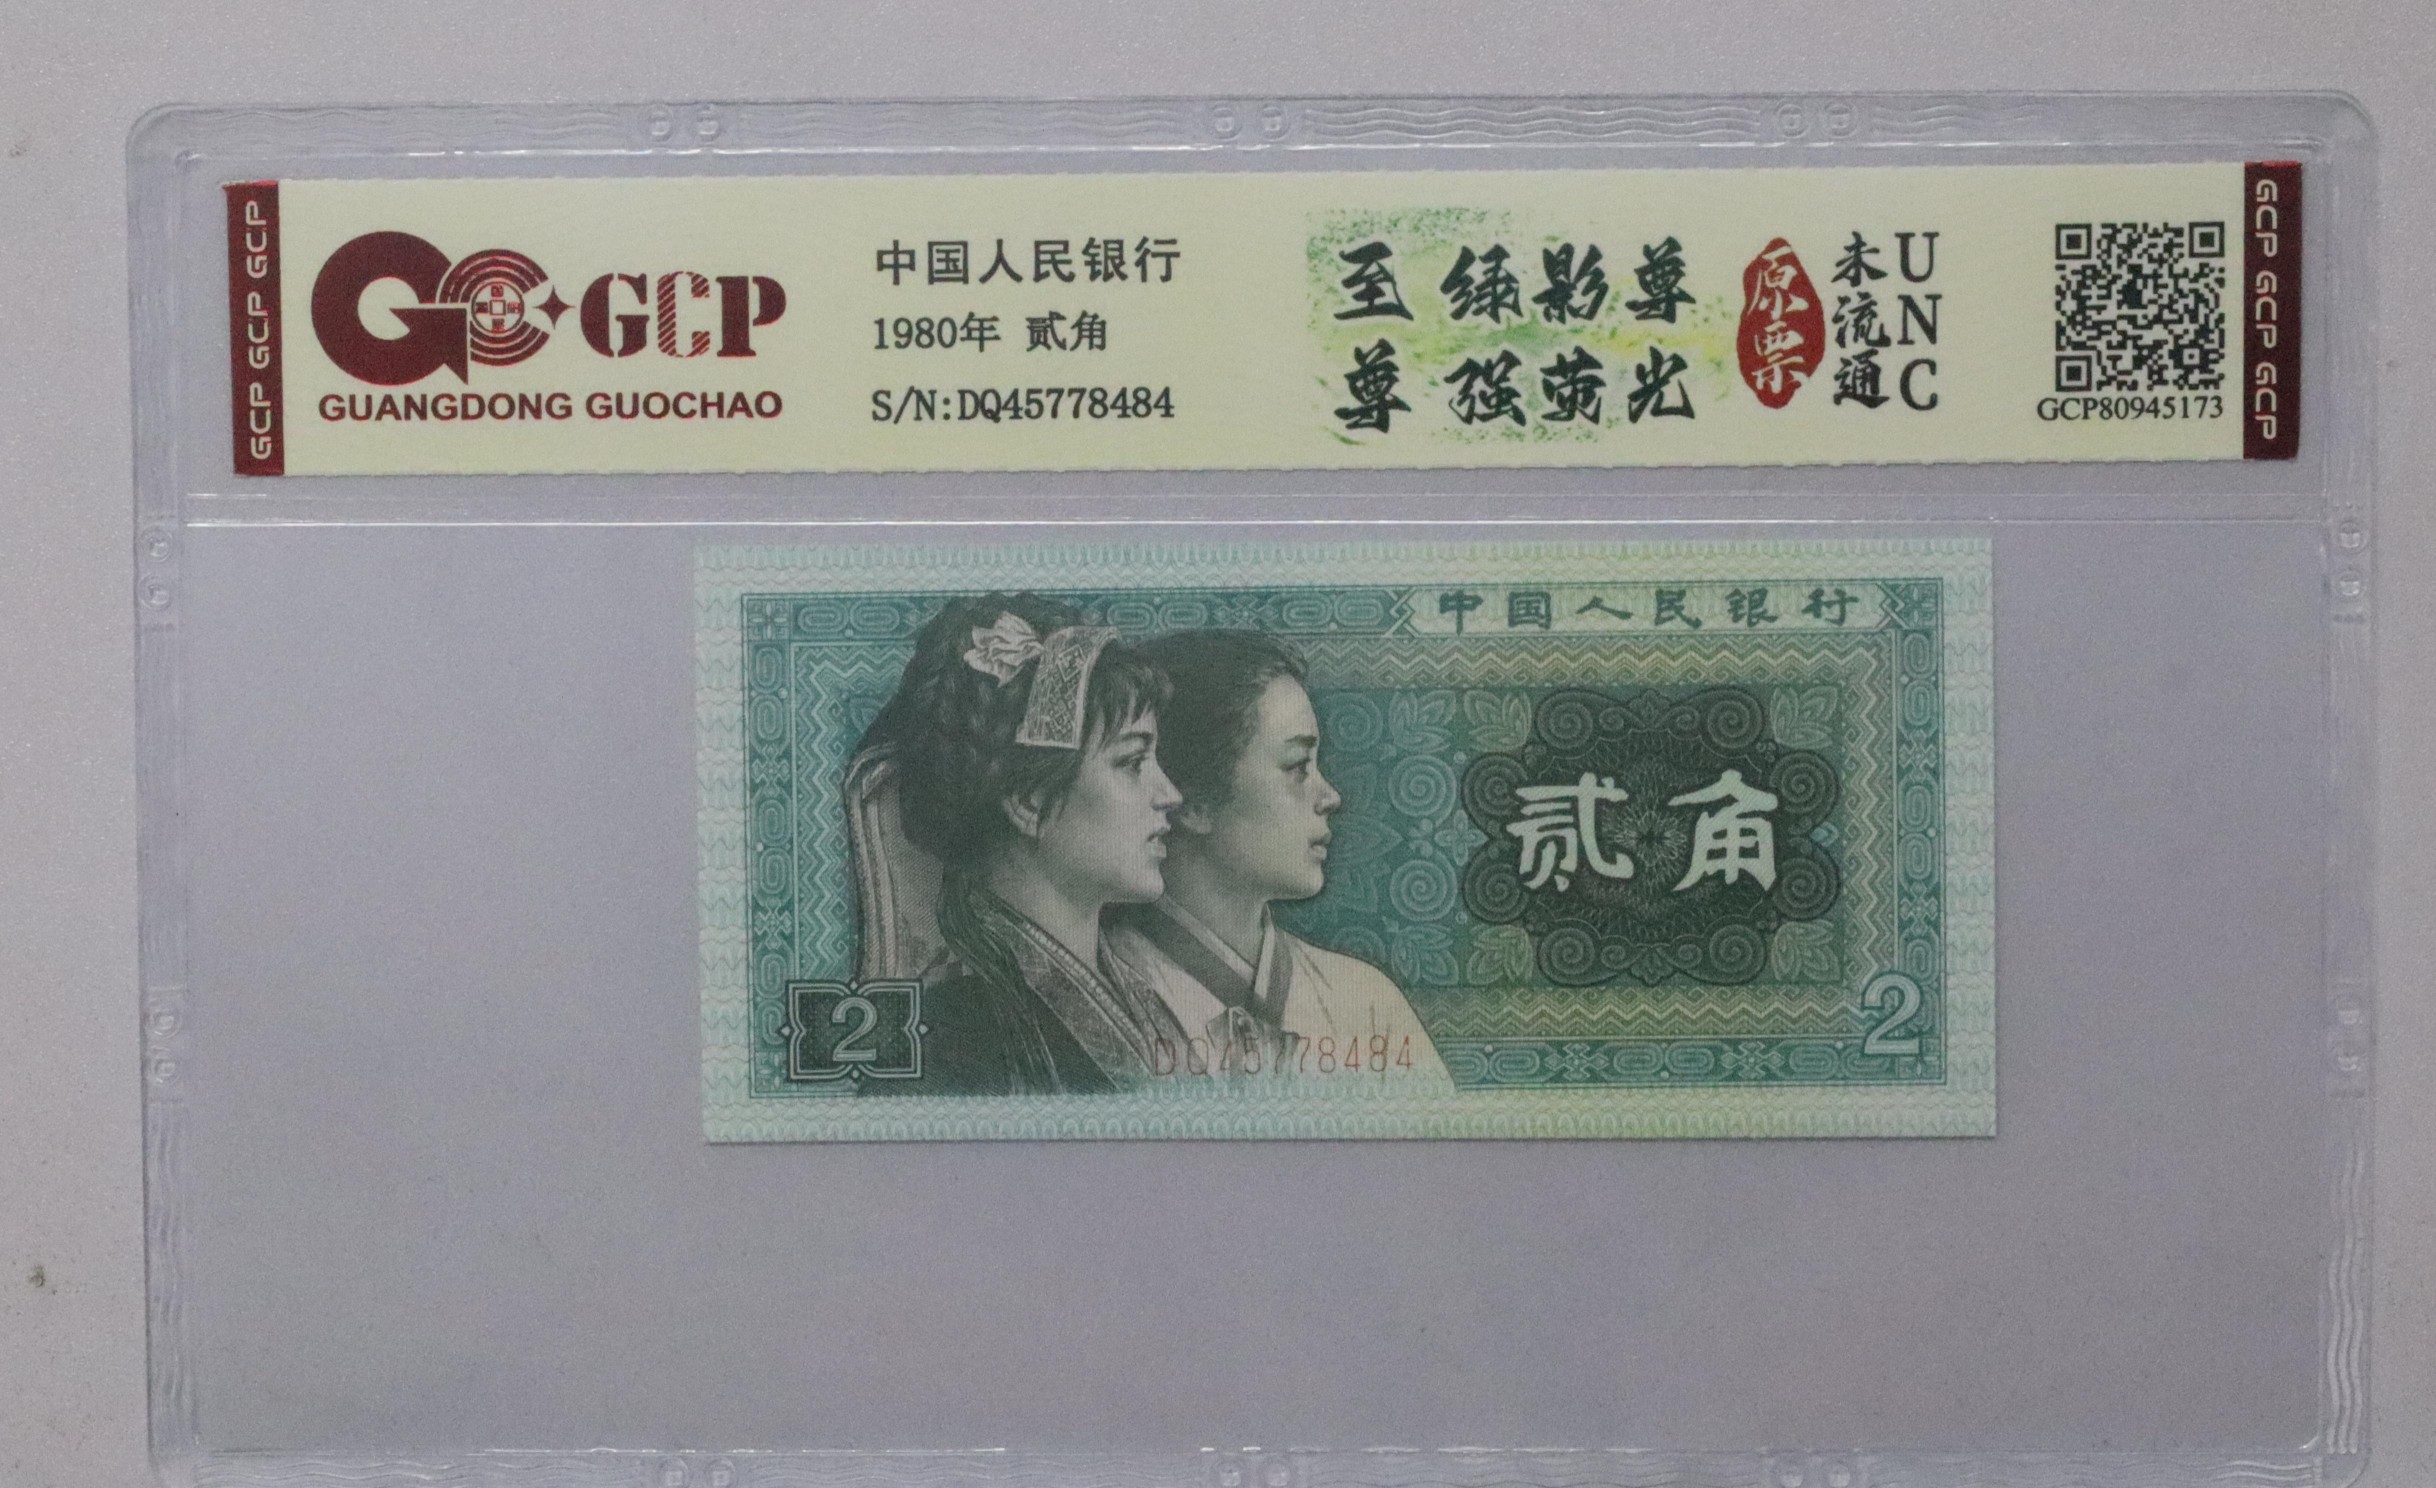 GCP GCP GCP
GCP
GUANGDONG GUOCHAO
中国人民银行
1980年 贰角
S/N:DQ45778484
至尊
绿影尊
强荧光
原票
未流通
UNC
GCP80945173
GCP GCP GCP
中国人民银行
贰角
2
2
DQ45778484